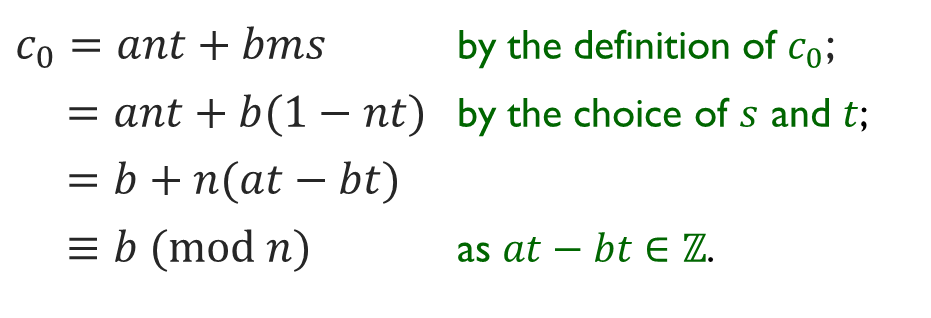 c₀ = ant + bms by the definition of c₀;
= ant + b(1 − nt) by the choice of s and t;
= b + n(at − bt)
≡ b (mod n) as at − bt ∈ ℤ.